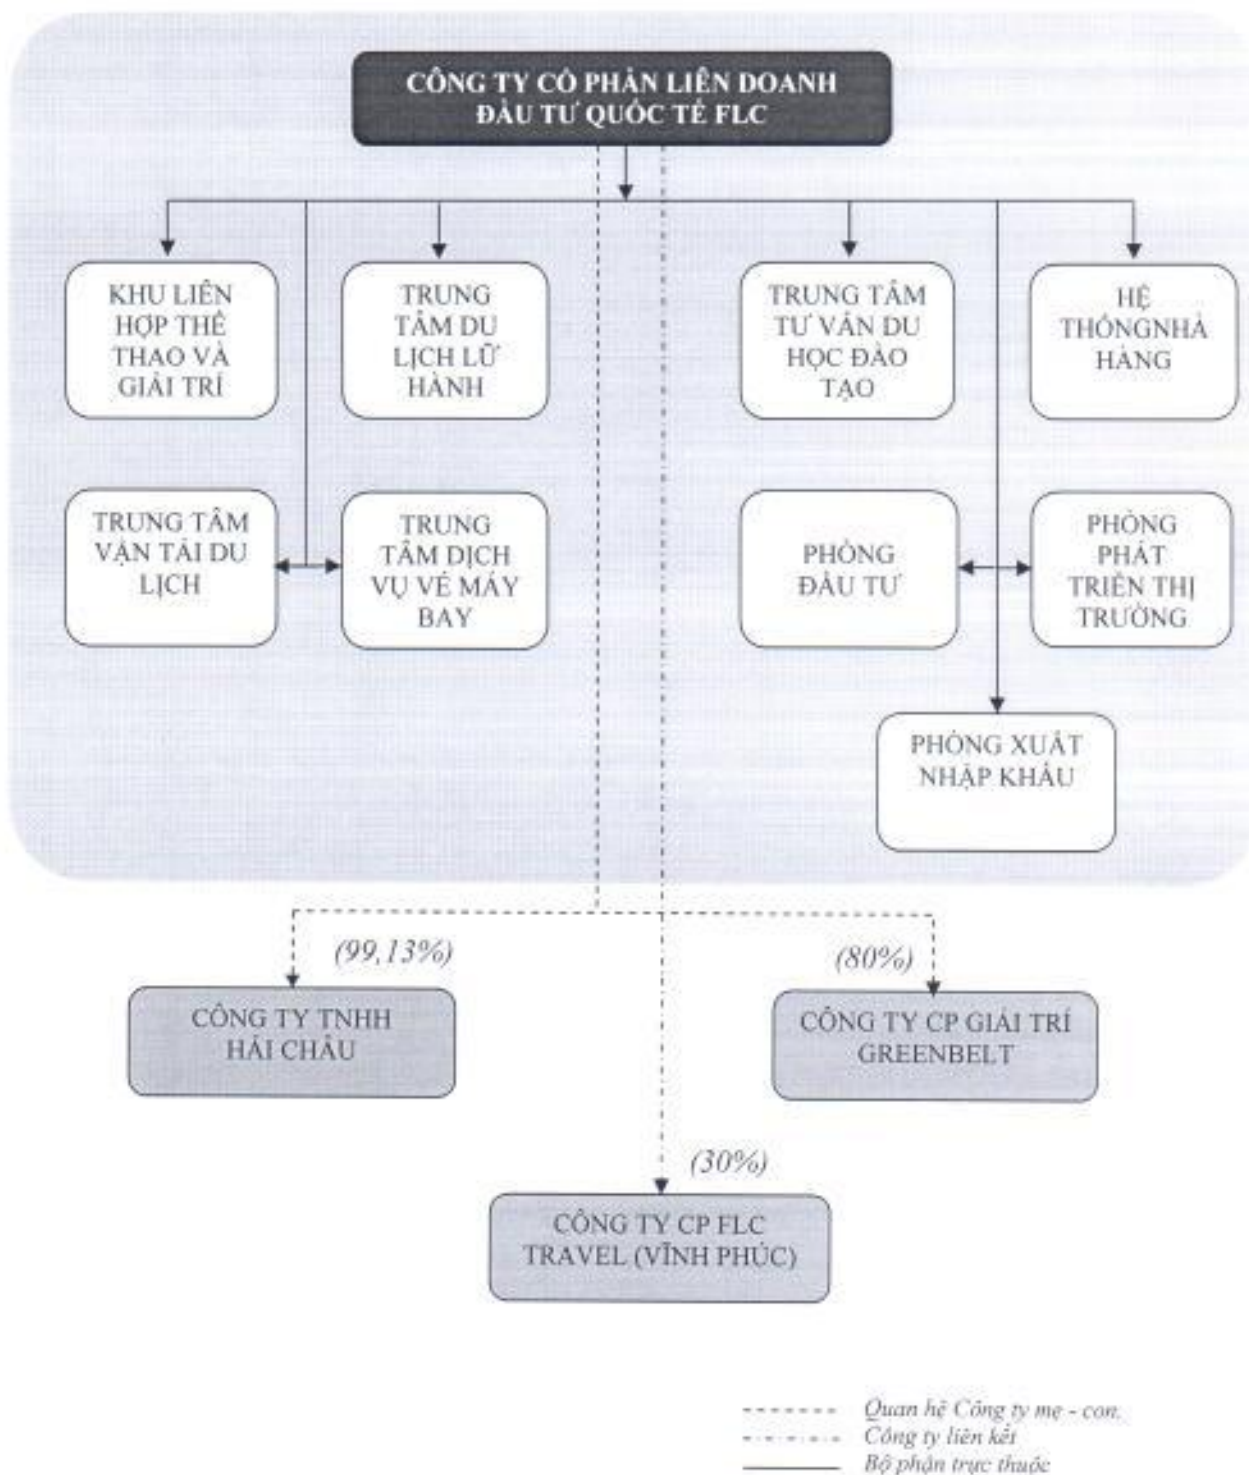 CÔNG TY CỔ PHẦN LIÊN DOANH
ĐẦU TƯ QUỐC TẾ FLC
KHU LIÊN
HỢP THỂ
THAO VÀ
GIẢI TRÍ
TRUNG
TÂM DU
LỊCH LỮ
HÀNH
TRUNG TÂM
TƯ VẤN DU
HỌC ĐÀO
TẠO
HỆ
THỐNGNHÀ
HÀNG
TRUNG TÂM
VẬN TẢI DU
LỊCH
TRUNG
TÂM DỊCH
VỤ VÉ MÁY
BAY
PHÒNG
ĐẦU TƯ
PHÒNG
PHÁT
TRIỂN THỊ
TRƯỜNG
PHÒNG XUẤT
NHẬP KHẨU
(99,13%)
(80%)
CÔNG TY TNHH
HẢI CHÂU
CÔNG TY CP GIẢI TRÍ
GREENBELT
(30%)
CÔNG TY CP FLC
TRAVEL (VĨNH PHÚC)
Quan hệ Công ty mẹ - con.
Công ty liên kết
Bộ phận trực thuộc